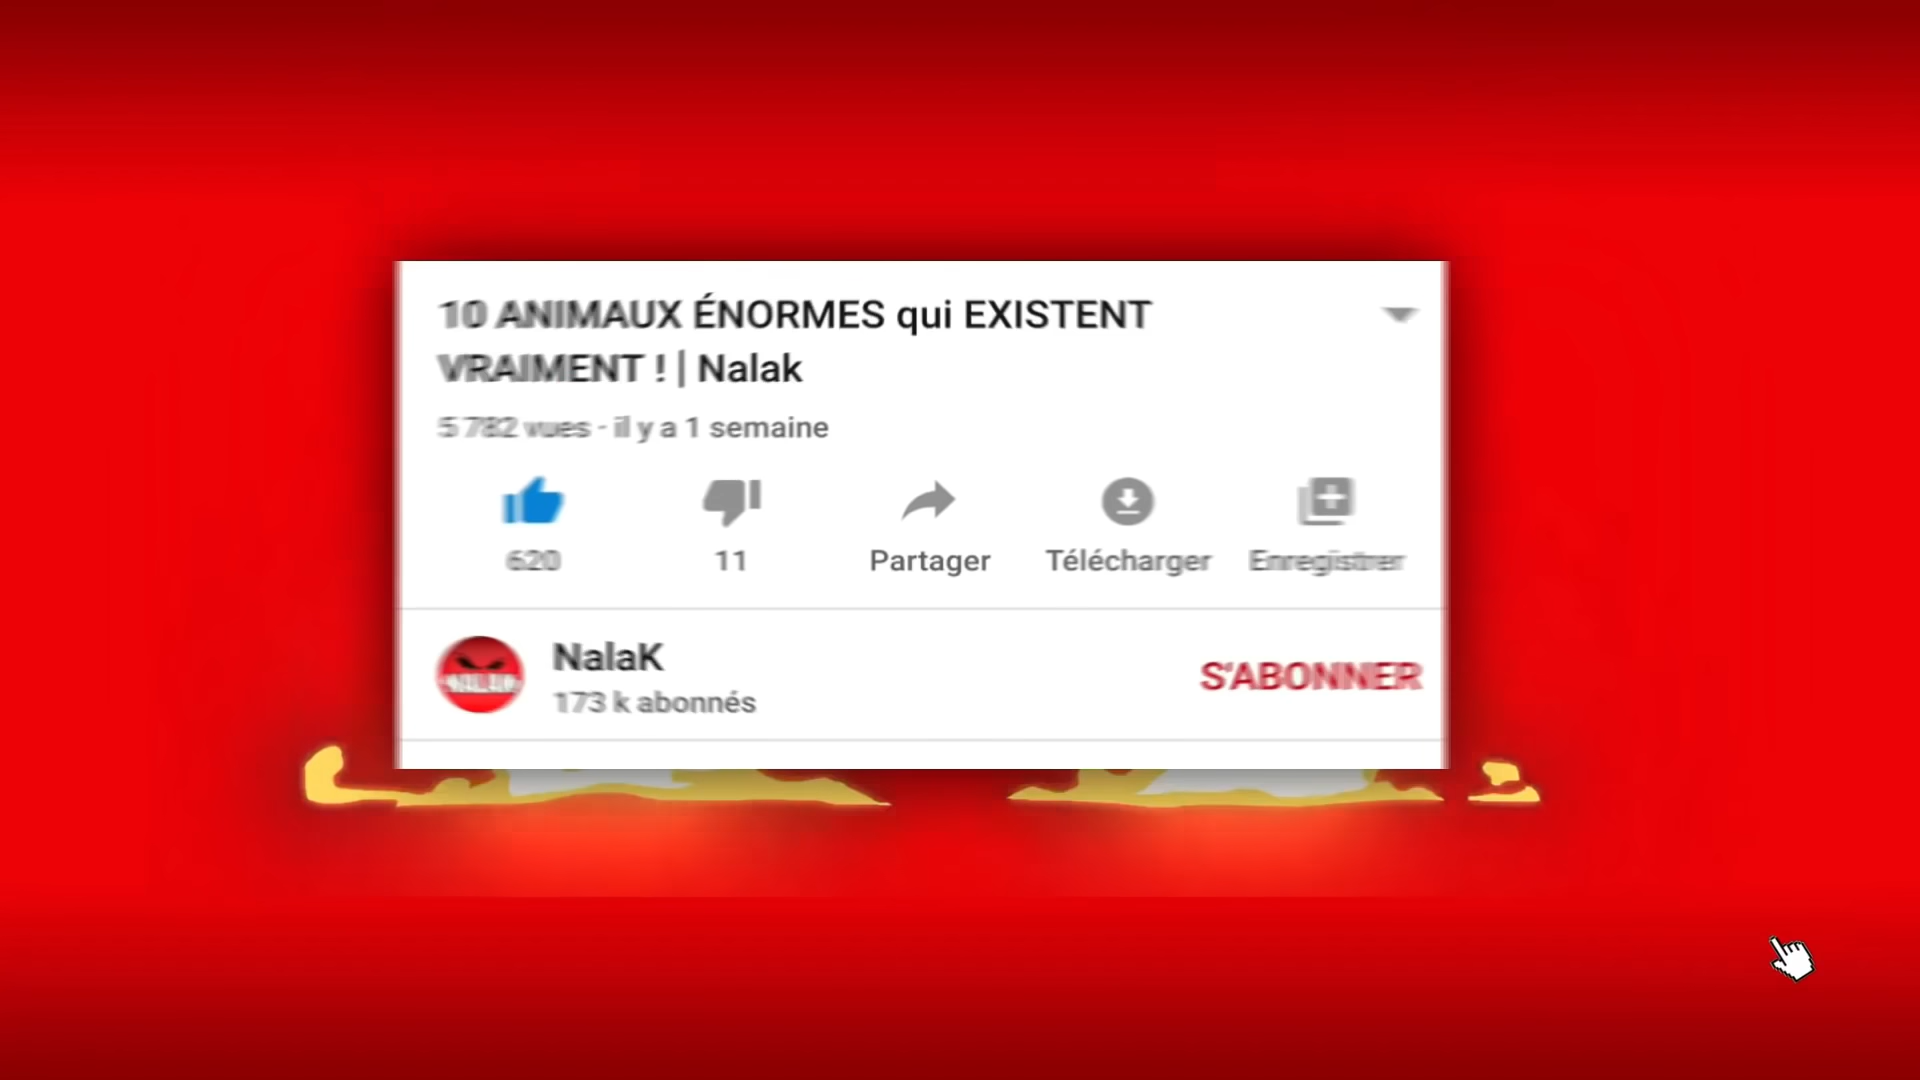 10 ANIMAUX ÉNORMES qui EXISTENT
VRAIMENT ! | Nalak
5 782 vues - il y a 1 semaine
620
11
Partager
Télécharger
Enregistrer
NALAK
NalaK
173 k abonnés
S'ABONNER